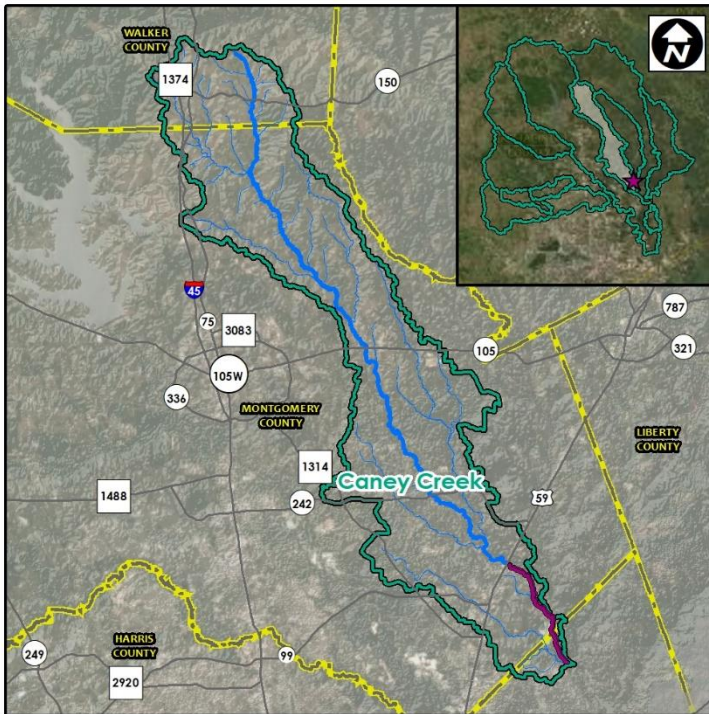 WALKER
COUNTY
1374
150
N
45
75
3083
105W
336
105
787
321
MONTGOMERY
COUNTY
LIBERTY
COUNTY
1314
Caney Creek
1488
242
59
HARRIS
COUNTY
249
99
2920